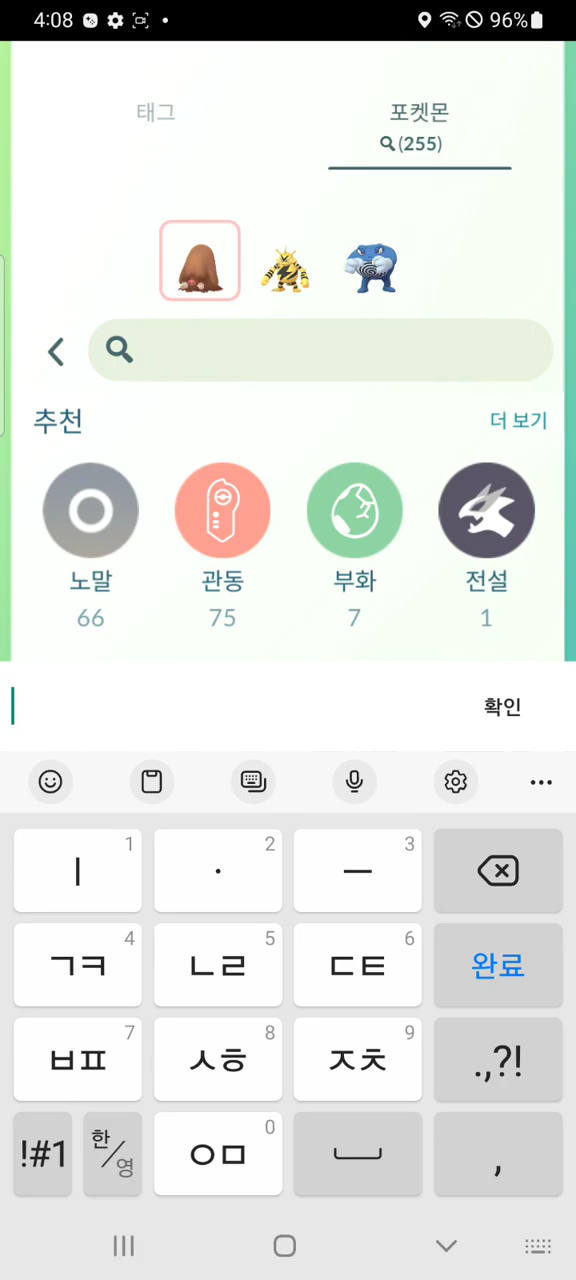 4:08 96%
태그 포켓몬
(255)
추천 더 보기
노말 관동 부화 전설
66 75 7 1
확인
ㅣ 1 · 2 ㅡ 3
ㄱㅋ 4 ㄴㄹ 5 ㄷㅌ 6 완료
ㅂㅍ 7 ㅅㅎ 8 ㅈㅊ 9 .,?!
!#1 한/영 ㅇㅁ 0 ,